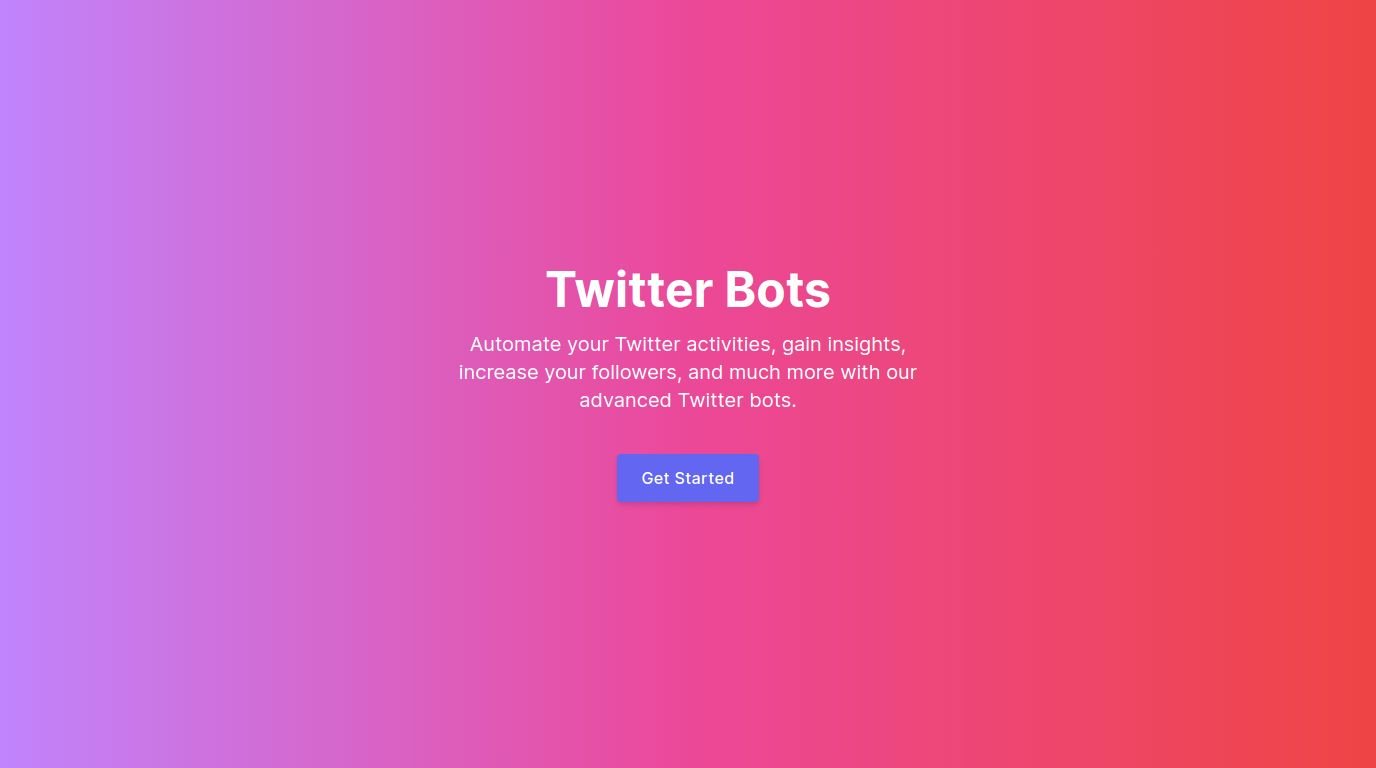 Twitter Bots
Automate your Twitter activities, gain insights,
increase your followers, and much more with our
advanced Twitter bots.
Get Started